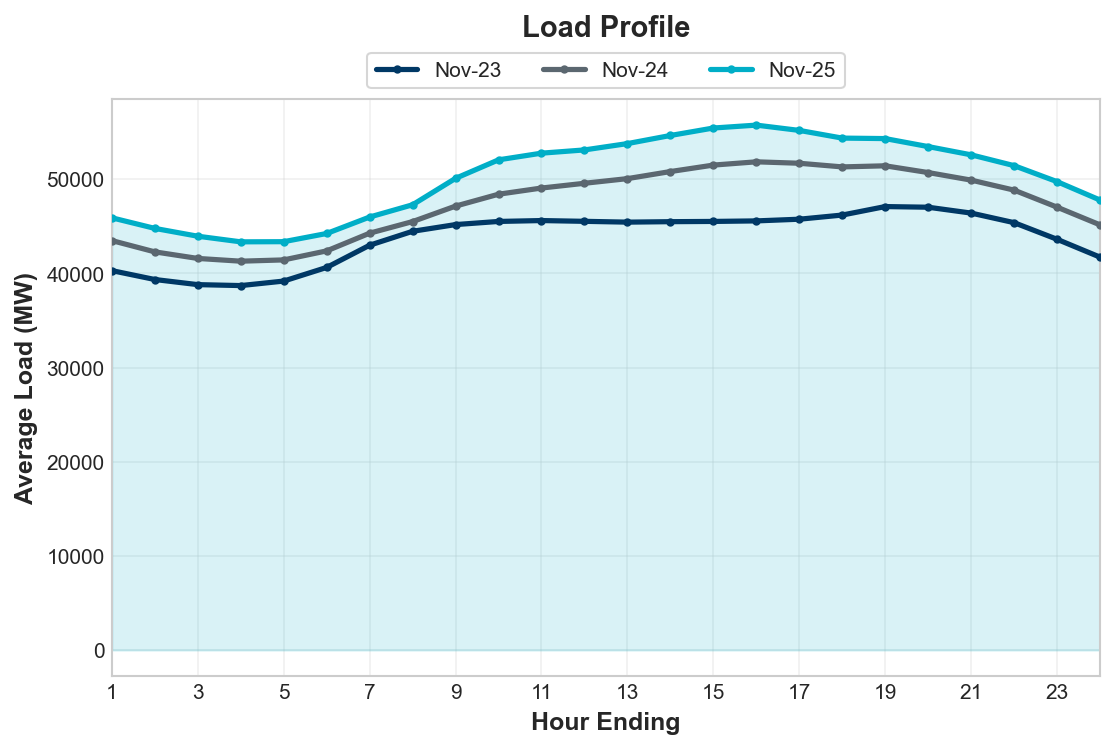 Load Profile
Nov-23 Nov-24 Nov-25
Average Load (MW)
50000
40000
30000
20000
10000
0
1 3 5 7 9 11 13 15 17 19 21 23
Hour Ending